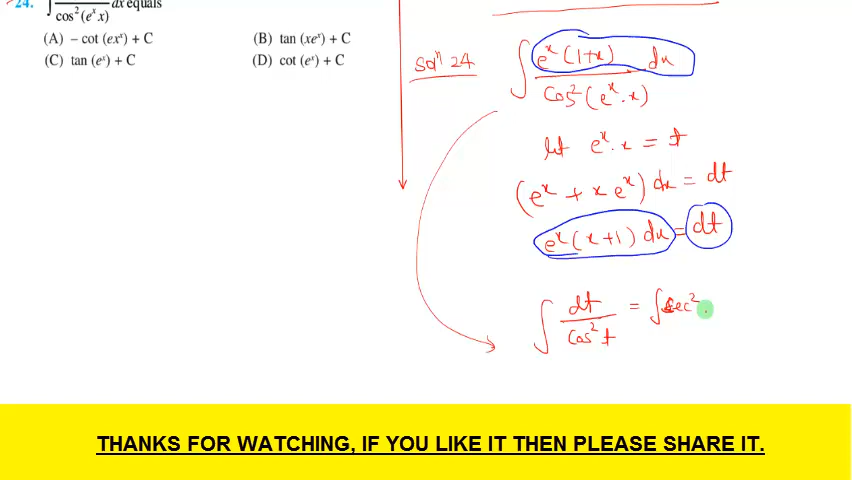 24. ∫ dx equals
cos²(eˣx)
(A) – cot (exˣ) + C (B) tan (xeˣ) + C
(C) tan (eˣ) + C (D) cot (eˣ) + C
Solⁿ 24
∫ eˣ(1+x) dx
cos²(eˣ.x)
let eˣ.x = t
(eˣ + xeˣ) dx = dt
eˣ(x+1) dx = dt
∫ dt / cos² t = ∫ sec²
THANKS FOR WATCHING, IF YOU LIKE IT THEN PLEASE SHARE IT.